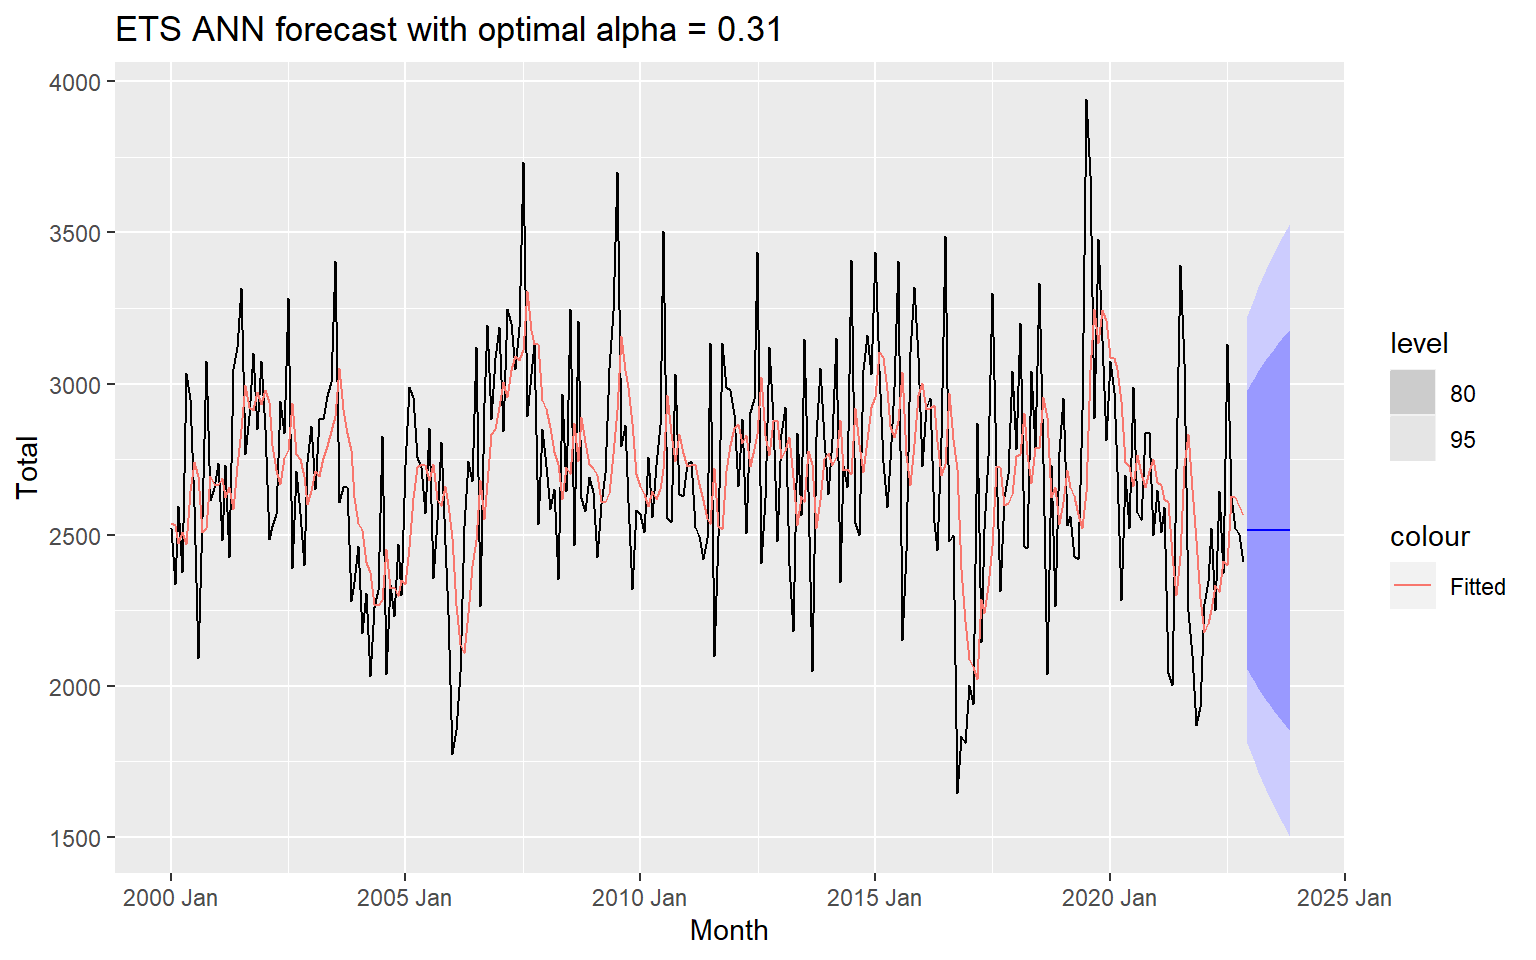 ETS ANN forecast with optimal alpha = 0.31
4000
3500
3000
2500
2000
1500
Total
2000 Jan
2005 Jan
2010 Jan
2015 Jan
2020 Jan
2025 Jan
Month
level
80
95
colour
Fitted